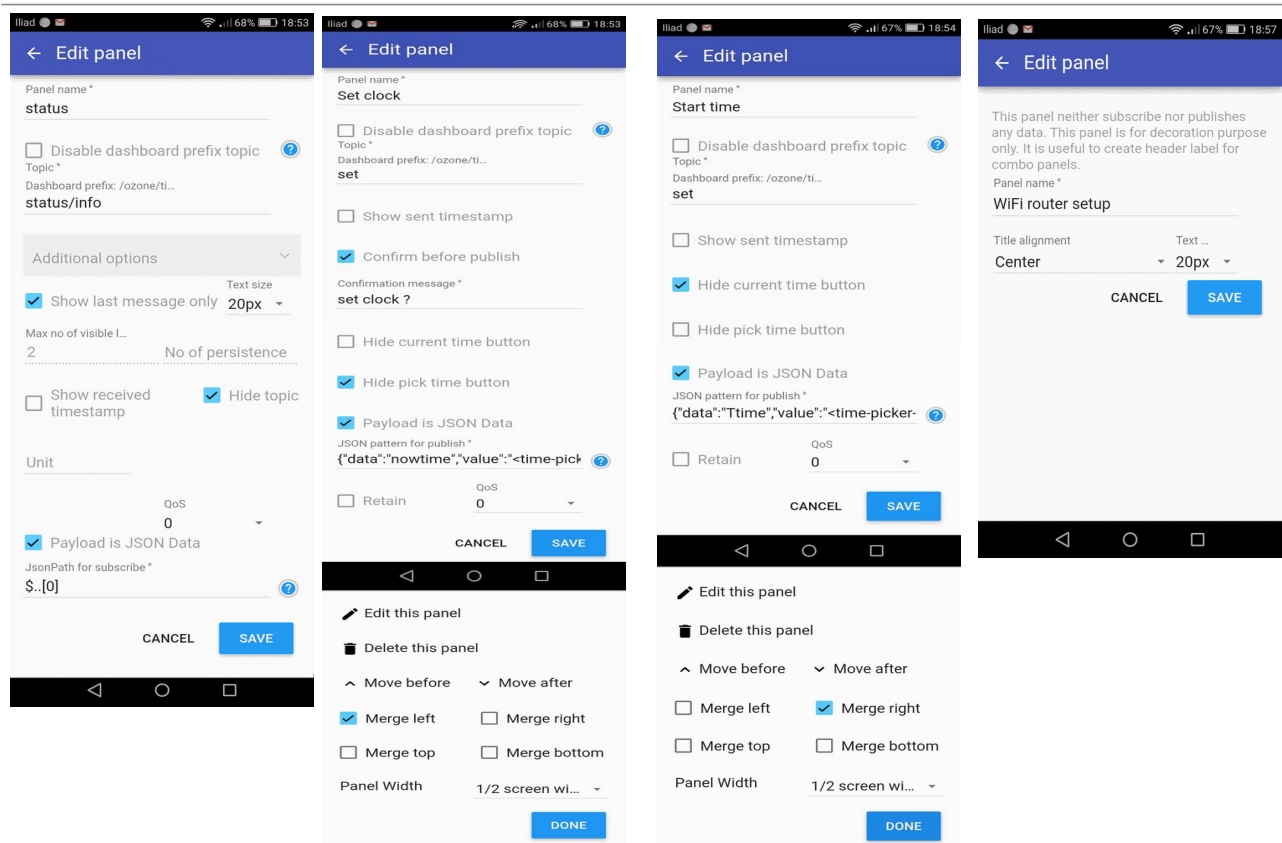 Iliad 68% 18:53
Edit panel
Panel name *
status
Disable dashboard prefix topic ?
Topic *
Dashboard prefix: /ozone/ti...
status/info
Additional options
Text size
Show last message only 20px
Max no of visible l...
2 No of persistence
Show received
timestamp
Hide topic
Unit
QoS
0
Payload is JSON Data
JsonPath for subscribe *
$..[0] ?
CANCEL SAVE
Iliad 68% 18:53
Edit panel
Panel name *
Set clock
Disable dashboard prefix topic ?
Topic *
Dashboard prefix: /ozone/ti...
set
Show sent timestamp
Confirm before publish
Confirmation message *
set clock ?
Hide current time button
Hide pick time button
Payload is JSON Data
JSON pattern for publish *
{"data":"nowtime","value":"<time-pick ?
QoS
Retain 0
CANCEL SAVE
Edit this panel
Delete this panel
Move before Move after
Merge left Merge right
Merge top Merge bottom
Panel Width 1/2 screen wi...
DONE
Iliad 67% 18:54
Edit panel
Panel name *
Start time
Disable dashboard prefix topic ?
Topic *
Dashboard prefix: /ozone/ti...
set
Show sent timestamp
Hide current time button
Hide pick time button
Payload is JSON Data
JSON pattern for publish *
{"data":"Ttime","value":"<time-picker- ?
QoS
Retain 0
CANCEL SAVE
Edit this panel
Delete this panel
Move before Move after
Merge left Merge right
Merge top Merge bottom
Panel Width 1/2 screen wi...
DONE
Iliad 67% 18:57
Edit panel
This panel neither subscribe nor publishes
any data. This panel is for decoration purpose
only. It is useful to create header label for
combo panels.
Panel name *
WiFi router setup
Title alignment Text ...
Center 20px
CANCEL SAVE